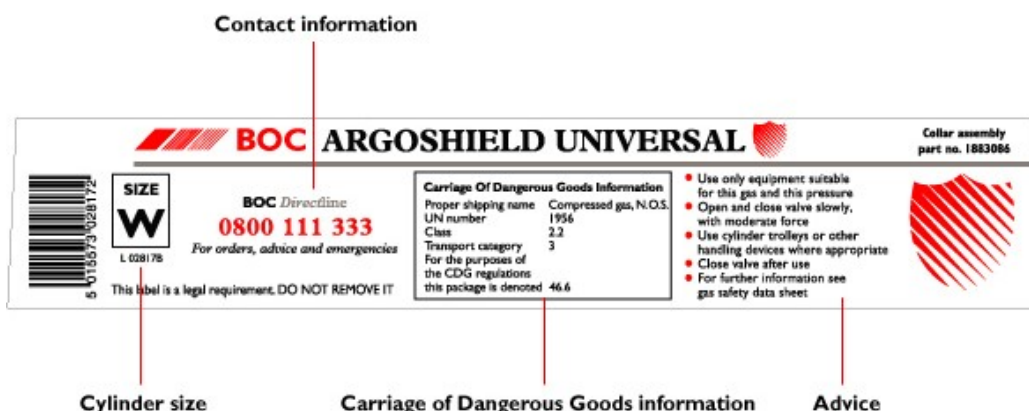 Contact information
BOC ARGOSHIELD UNIVERSAL
Collar assembly
part no. 1883086
5 015573 028172
SIZE
W
L 02817B
BOC Directline
0800 111 333
For orders, advice and emergencies
This label is a legal requirement. DO NOT REMOVE IT
Carriage Of Dangerous Goods Information
Proper shipping name Compressed gas, N.O.S.
UN number 1956
Class 2.2
Transport category 3
For the purposes of
the CDG regulations
this package is denoted 46.6
• Use only equipment suitable
for this gas and this pressure
• Open and close valve slowly,
with moderate force
• Use cylinder trolleys or other
handling devices where appropriate
• Close valve after use
• For further information see
gas safety data sheet
Cylinder size
Carriage of Dangerous Goods information
Advice